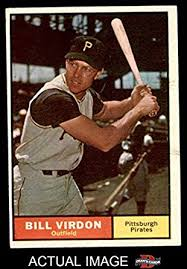 P
BILL VIRDON
Outfield
Pittsburgh
Pirates
ACTUAL IMAGE